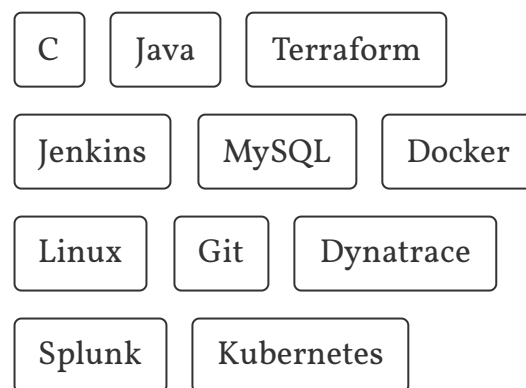 C Java Terraform
Jenkins MySQL Docker
Linux Git Dynatrace
Splunk Kubernetes